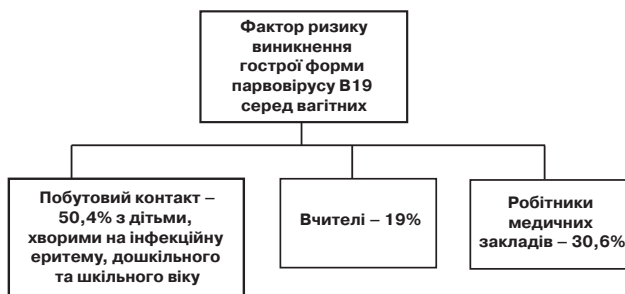 Фактор ризику
виникнення
гострої форми
парвовірусу В19
серед вагітних
Побутовий контакт –
50,4% з дітьми,
хворими на інфекційну
еритему, дошкільного
та шкільного віку
Вчителі – 19%
Робітники
медичних
закладів – 30,6%